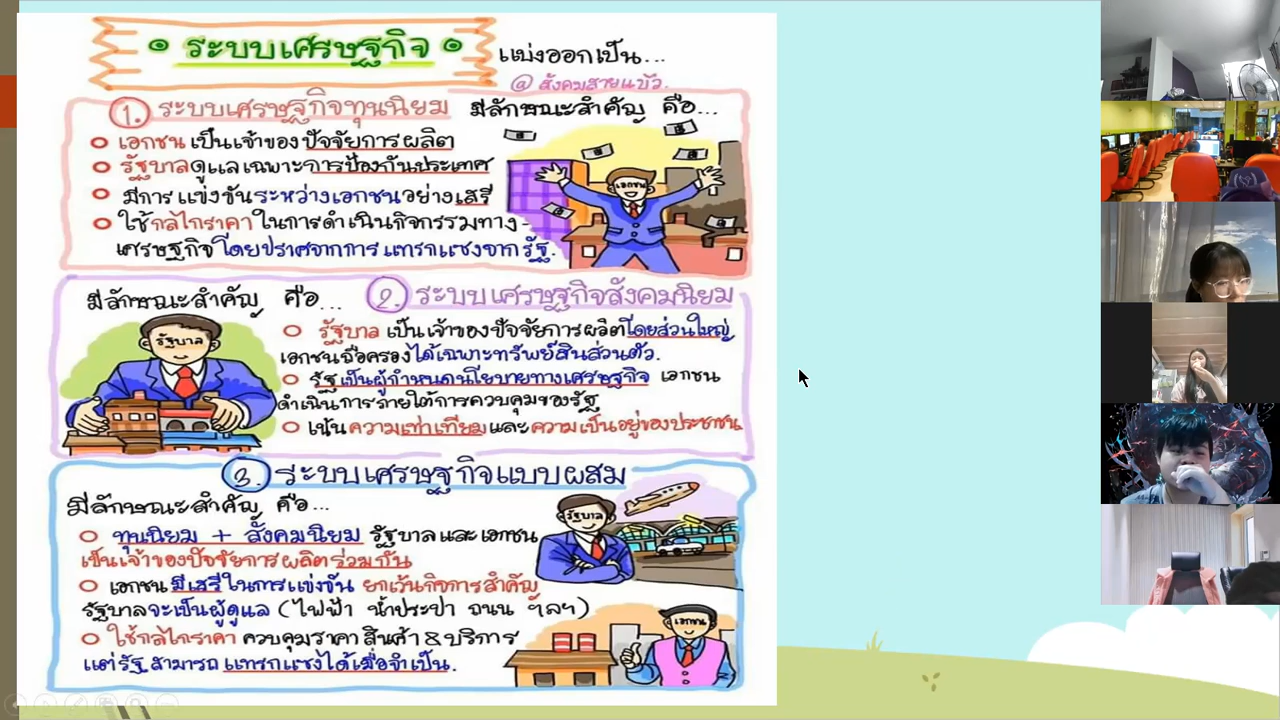 ระบบเศรษฐกิจ
แบ่งออกเป็น...
@ สังคมสายแบ๊ว.
1. ระบบเศรษฐกิจทุนนิยม มีลักษณะสำคัญ คือ...
เอกชนเป็นเจ้าของปัจจัยการผลิต
รัฐบาลดูแลเฉพาะการป้องกันประเทศ
มีการแข่งขันระหว่างเอกชนอย่างเสรี
ใช้กลไกราคาในการดำเนินกิจกรรมทาง-
เศรษฐกิจโดยปราศจากการแทรกแซงจากรัฐ.
เอกชน
มีลักษณะสำคัญ คือ... 2. ระบบเศรษฐกิจสังคมนิยม
รัฐบาล
รัฐบาล เป็นเจ้าของปัจจัยการผลิตโดยส่วนใหญ่
เอกชนถือครองได้เฉพาะทรัพย์สินส่วนตัว.
รัฐเป็นผู้กำหนดนโยบายทางเศรษฐกิจ เอกชน
ดำเนินการภายใต้การควบคุมของรัฐ
เน้นความเท่าเทียมและความเป็นอยู่ของประชาชน
3. ระบบเศรษฐกิจแบบผสม
มีลักษณะสำคัญ คือ...
ทุนนิยม + สังคมนิยม รัฐบาลและเอกชน
เป็นเจ้าของปัจจัยการผลิตร่วมกัน
รัฐบาล
เอกชน มีเสรีในการแข่งขัน ยกเว้นกิจการสำคัญ
รัฐบาลจะเป็นผู้ดูแล (ไฟฟ้า น้ำประปา ถนน ฯลฯ)
ใช้กลไกราคา ควบคุมราคา สินค้า & บริการ
แต่รัฐสามารถแทรกแซงได้เมื่อจำเป็น.
เอกชน